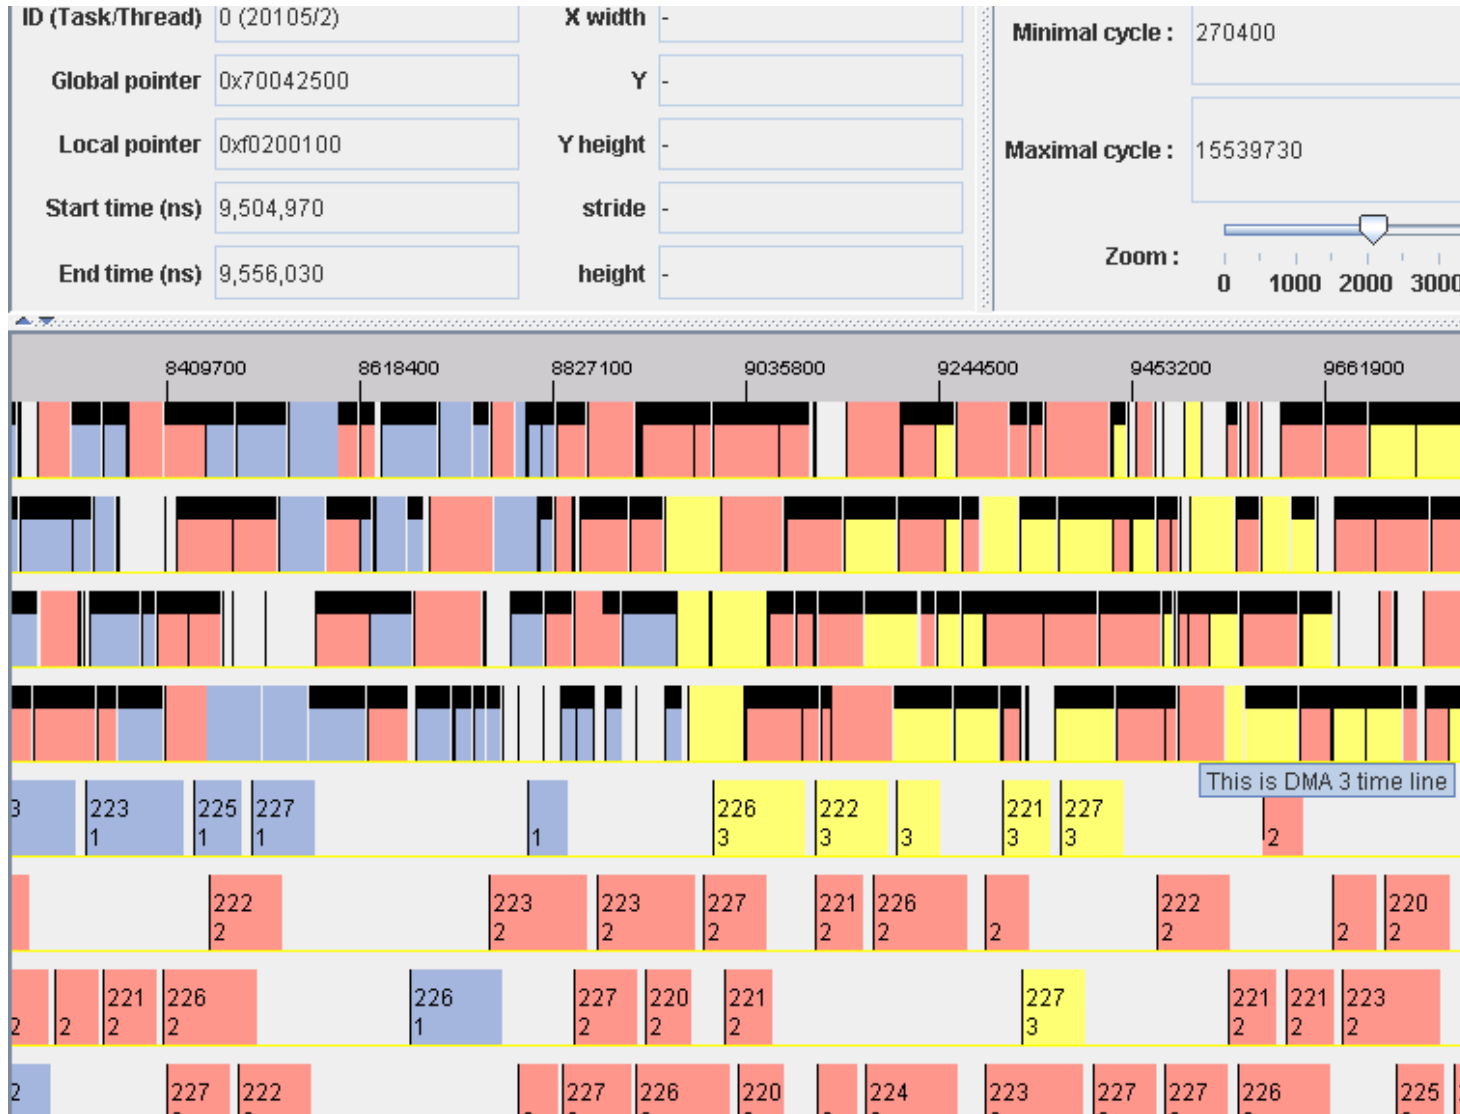 ID (Task/Thread) 0 (20105/2) X width - Minimal cycle : 270400
Global pointer 0x70042500 Y -
Local pointer 0xf0200100 Y height - Maximal cycle : 15539730
Start time (ns) 9,504,970 stride -
End time (ns) 9,556,030 height - Zoom :
0 1000 2000 3000
8409700 8618400 8827100 9035800 9244500 9453200 9661900
This is DMA 3 time line
3 223 225 227 226 222 221 227
1 1 1 1 3 3 3 3 3 2
222 223 223 227 221 226 222 220
2 2 2 2 2 2 2 2 2 2
221 226 226 227 220 221 227 221 221 223
2 2 2 2 1 2 2 2 3 2 2 2
2 227 222 227 226 220 224 223 227 227 226 225